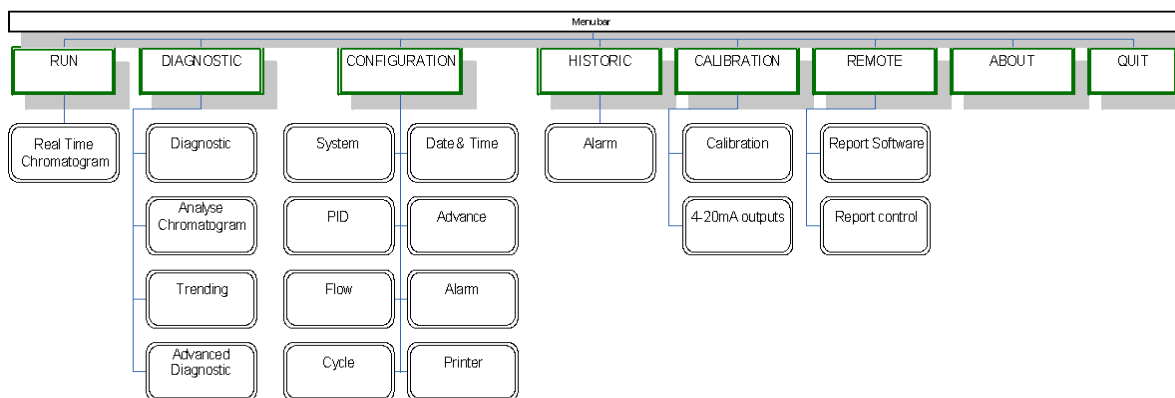 Menubar
RUN
DIAGNOSTIC
CONFIGURATION
HISTORIC
CALIBRATION
REMOTE
ABOUT
QUIT
Real Time
Chromatogram
Diagnostic
System
Date & Time
Alarm
Calibration
Report Software
Analyse
Chromatogram
PID
Advance
4-20mA outputs
Report control
Trending
Flow
Alarm
Advanced
Diagnostic
Cycle
Printer